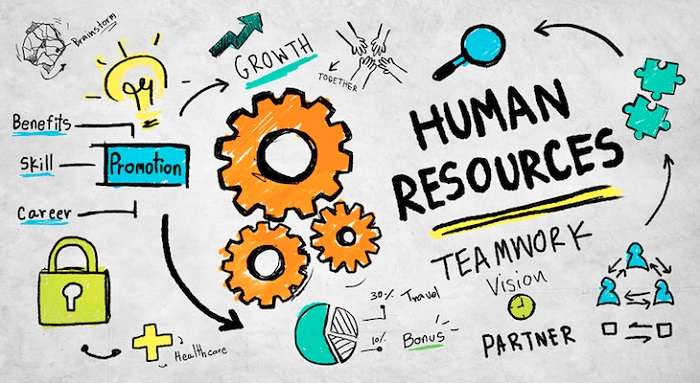 Brainstorm
GROWTH
TOGETHER
Benefits
Skill
Promotion
Career
HUMAN
RESOURCES
TEAMWORK
Vision
PARTNER
30% Travel
10% Bonus
Healthcare